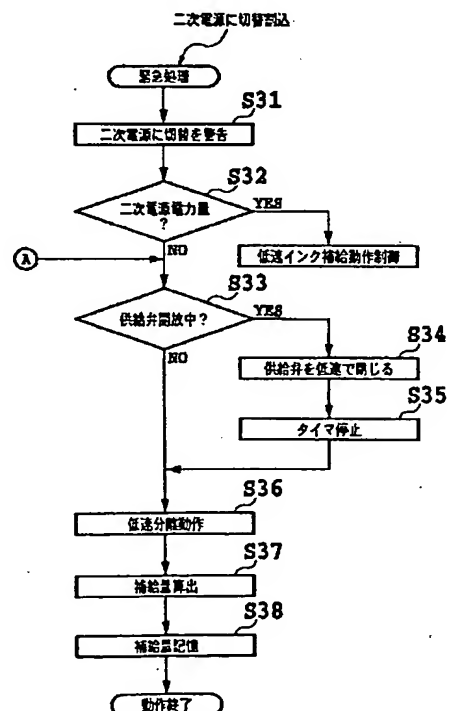 二次電源に切替割込
緊急処理
S31
二次電源に切替を警告
S32
二次電源電力量
?
YES
低速インク補給動作制御
NO
A
S33
供給弁開放中?
YES
S34
供給弁を低速で閉じる
S35
タイマ停止
NO
S36
低速分離動作
S37
補給量算出
S38
補給量記憶
動作終了